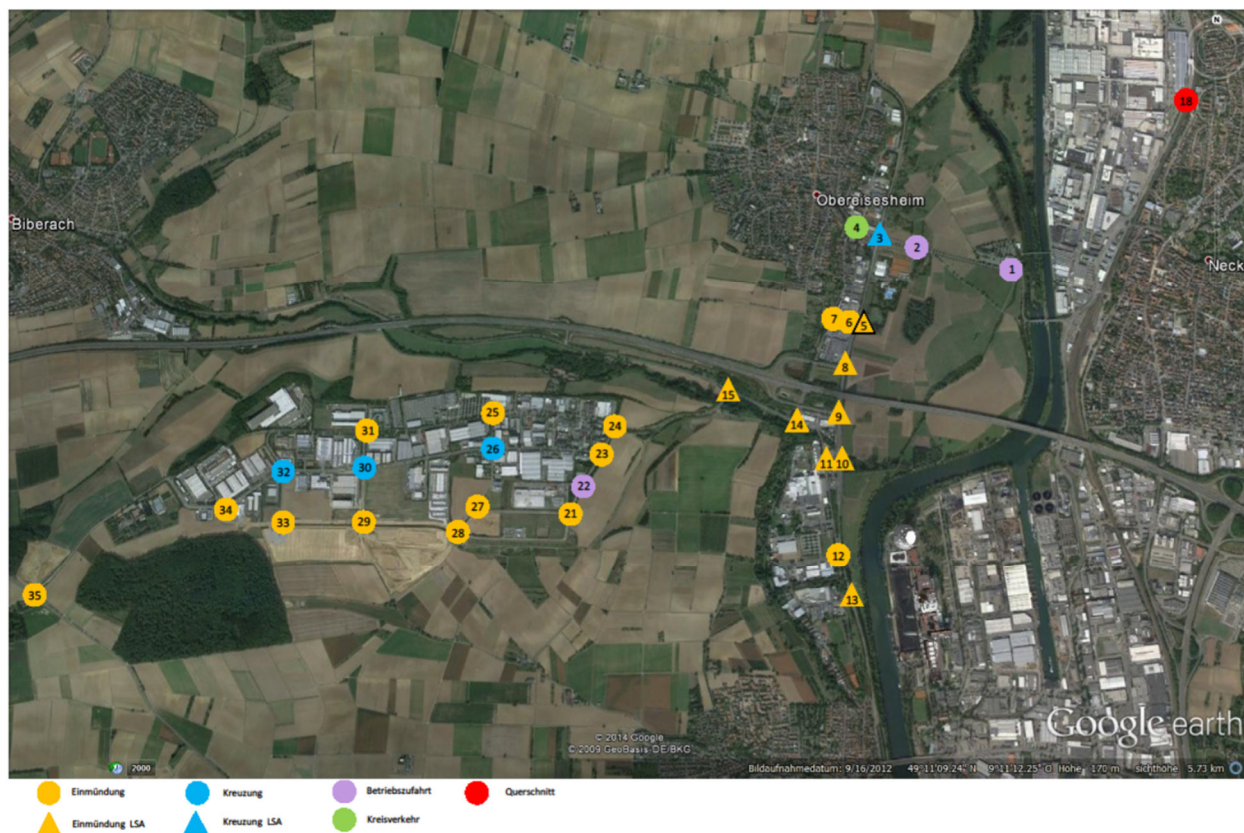 N
18
Obereisesheim
Biberach
4
3
2
Neck
1
7
6
5
8
15
9
25
14
24
31
26
23
11
10
32
30
22
27
34
21
33
29
28
12
35
13
Google earth
© 2014 Google
© 2009 GeoBasis-DE/BKG
2000
Bildaufnahmedatum: 9/16/2012 49°11'09.24" N 9°11'12.25" O Höhe 170 m sichthöhe 5.73 km
Einmündung
Kreuzung
Betriebszufahrt
Querschnitt
Einmündung LSA
Kreuzung LSA
Kreisverkehr